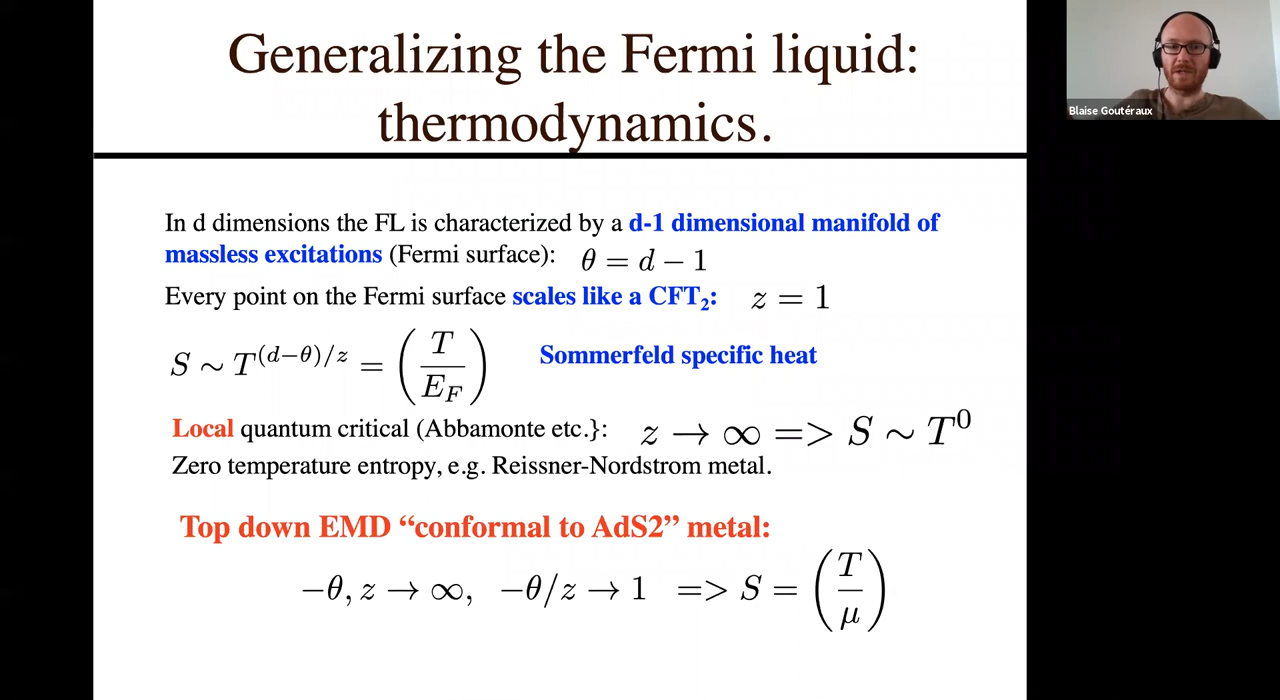 Generalizing the Fermi liquid:
thermodynamics.
Blaise Goutéraux
In d dimensions the FL is characterized by a d-1 dimensional manifold of
massless excitations (Fermi surface): θ = d − 1
Every point on the Fermi surface scales like a CFT₂: z = 1
S ∼ T^{(d−θ)/z} = (T/E_F) Sommerfeld specific heat
Local quantum critical (Abbamonte etc.}: z → ∞ => S ∼ T⁰
Zero temperature entropy, e.g. Reissner-Nordstrom metal.
Top down EMD “conformal to AdS2” metal:
−θ, z → ∞, −θ/z → 1 => S = (T/μ)